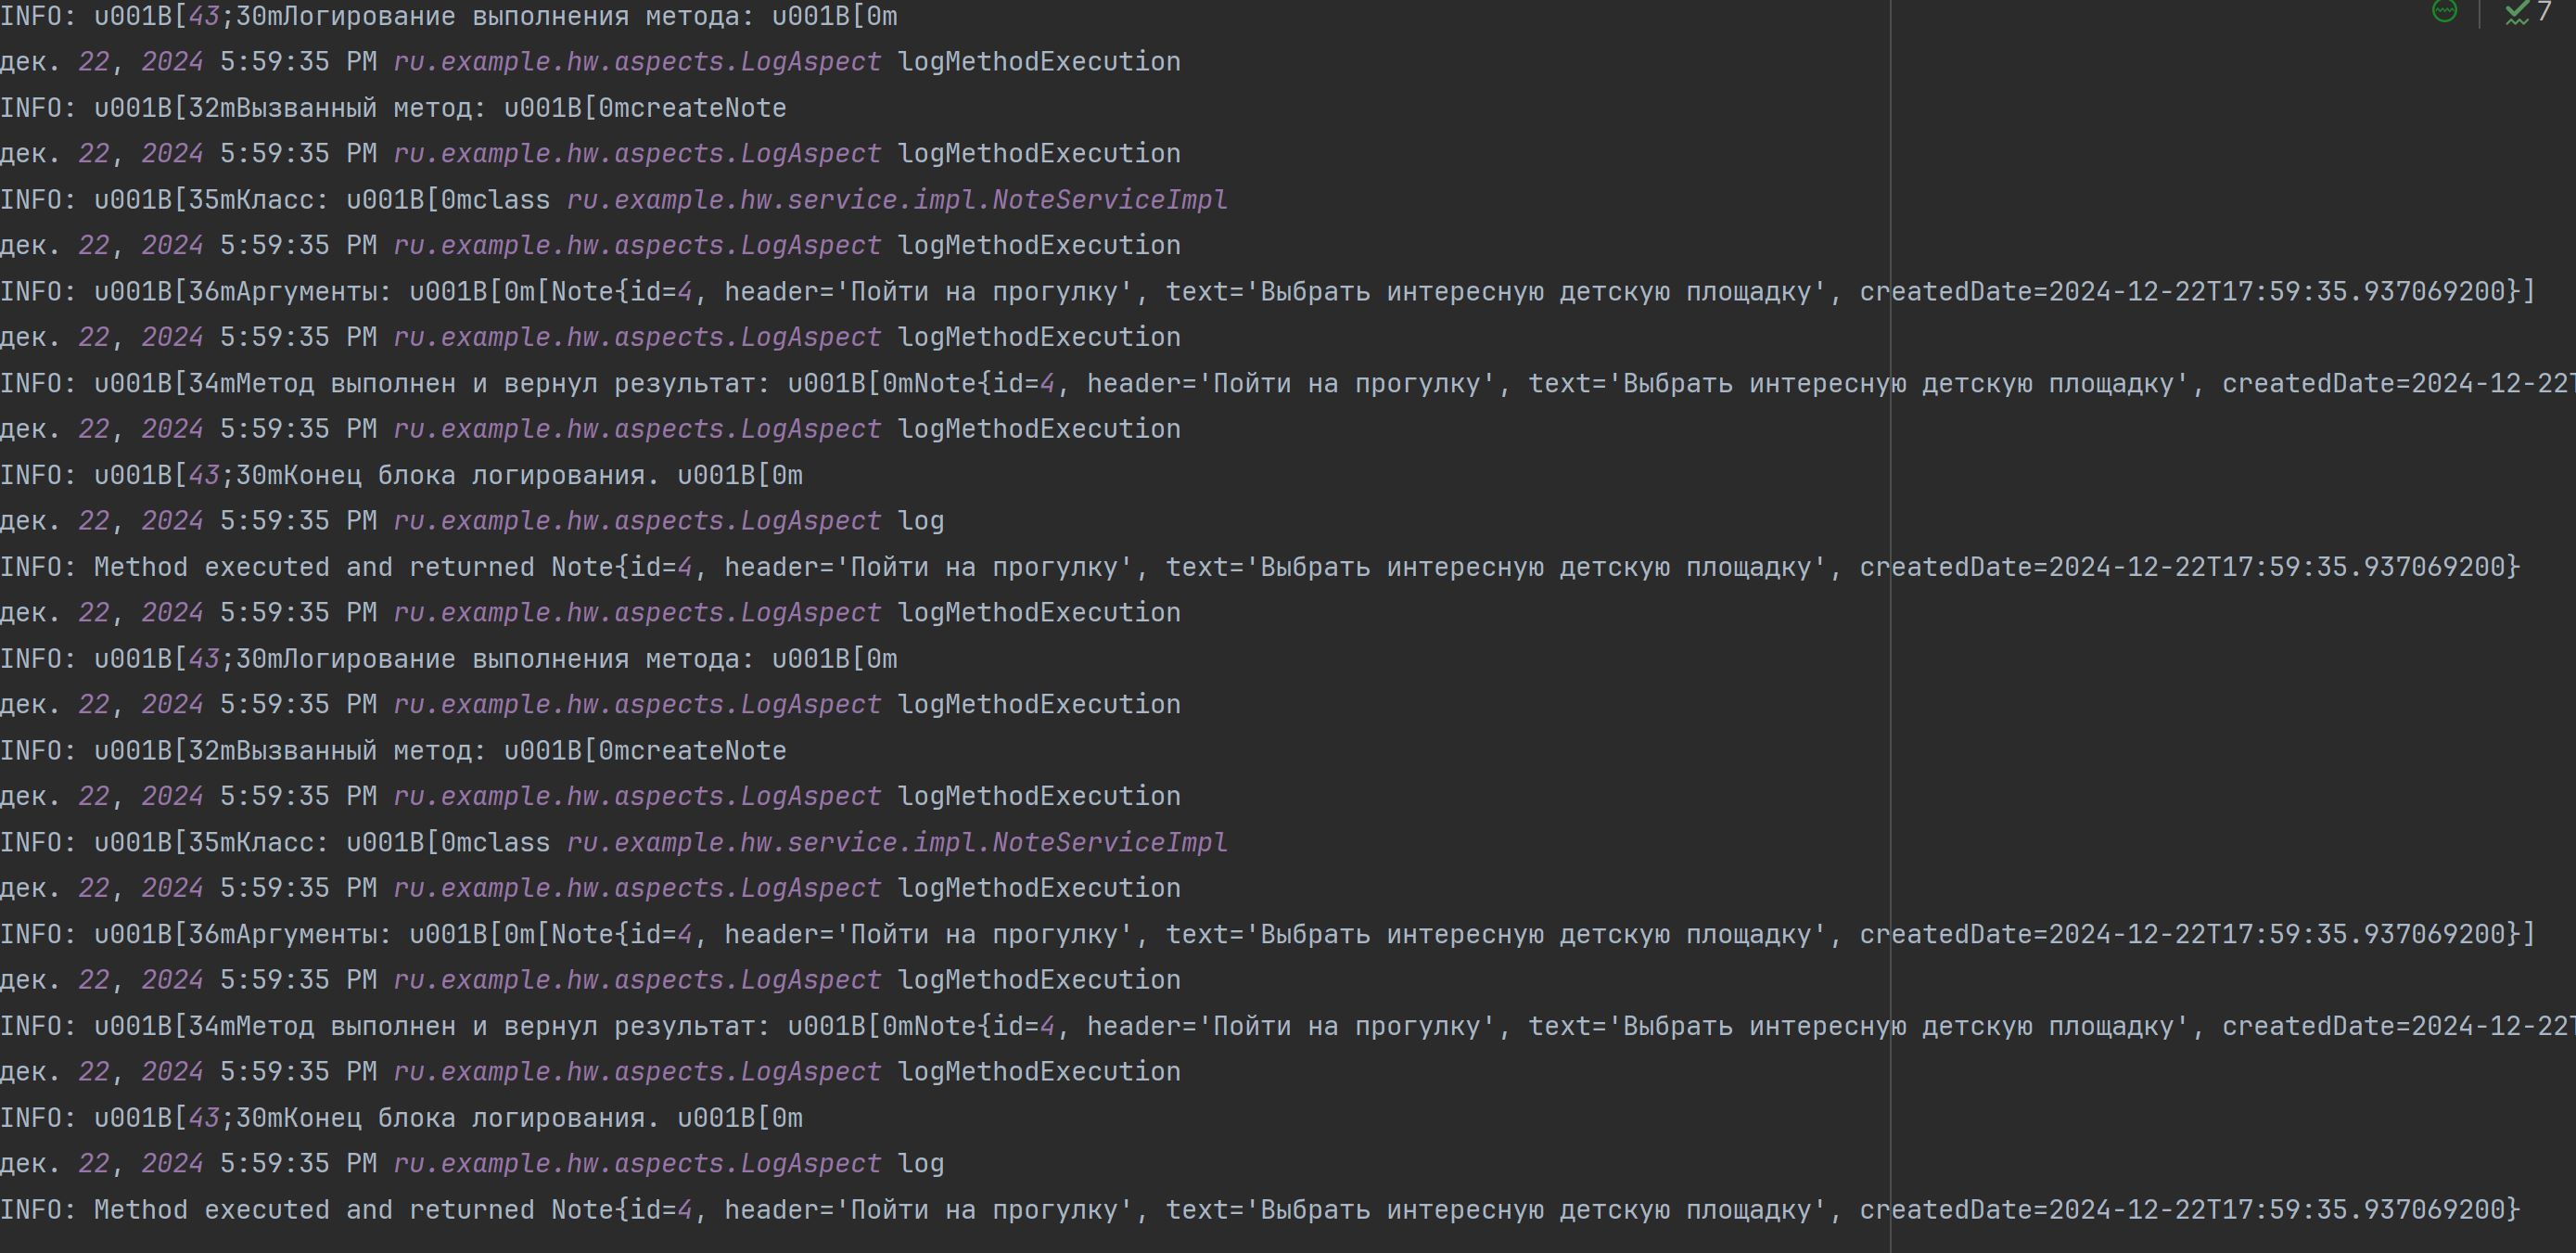 INFO: u001B[43;30mЛогирование выполнения метода: u001B[0m
7
дек. 22, 2024 5:59:35 PM ru.example.hw.aspects.LogAspect logMethodExecution
INFO: u001B[32mВызванный метод: u001B[0mcreateNote
дек. 22, 2024 5:59:35 PM ru.example.hw.aspects.LogAspect logMethodExecution
INFO: u001B[35mКласс: u001B[0mclass ru.example.hw.service.impl.NoteServiceImpl
дек. 22, 2024 5:59:35 PM ru.example.hw.aspects.LogAspect logMethodExecution
INFO: u001B[36mАргументы: u001B[0m[Note{id=4, header='Пойти на прогулку', text='Выбрать интересную детскую площадку', createdDate=2024-12-22T17:59:35.937069200}]
дек. 22, 2024 5:59:35 PM ru.example.hw.aspects.LogAspect logMethodExecution
INFO: u001B[34mМетод выполнен и вернул результат: u001B[0mNote{id=4, header='Пойти на прогулку', text='Выбрать интересную детскую площадку', createdDate=2024-12-22T
дек. 22, 2024 5:59:35 PM ru.example.hw.aspects.LogAspect logMethodExecution
INFO: u001B[43;30mКонец блока логирования. u001B[0m
дек. 22, 2024 5:59:35 PM ru.example.hw.aspects.LogAspect log
INFO: Method executed and returned Note{id=4, header='Пойти на прогулку', text='Выбрать интересную детскую площадку', createdDate=2024-12-22T17:59:35.937069200}
дек. 22, 2024 5:59:35 PM ru.example.hw.aspects.LogAspect logMethodExecution
INFO: u001B[43;30mЛогирование выполнения метода: u001B[0m
дек. 22, 2024 5:59:35 PM ru.example.hw.aspects.LogAspect logMethodExecution
INFO: u001B[32mВызванный метод: u001B[0mcreateNote
дек. 22, 2024 5:59:35 PM ru.example.hw.aspects.LogAspect logMethodExecution
INFO: u001B[35mКласс: u001B[0mclass ru.example.hw.service.impl.NoteServiceImpl
дек. 22, 2024 5:59:35 PM ru.example.hw.aspects.LogAspect logMethodExecution
INFO: u001B[36mАргументы: u001B[0m[Note{id=4, header='Пойти на прогулку', text='Выбрать интересную детскую площадку', createdDate=2024-12-22T17:59:35.937069200}]
дек. 22, 2024 5:59:35 PM ru.example.hw.aspects.LogAspect logMethodExecution
INFO: u001B[34mМетод выполнен и вернул результат: u001B[0mNote{id=4, header='Пойти на прогулку', text='Выбрать интересную детскую площадку', createdDate=2024-12-22T
дек. 22, 2024 5:59:35 PM ru.example.hw.aspects.LogAspect logMethodExecution
INFO: u001B[43;30mКонец блока логирования. u001B[0m
дек. 22, 2024 5:59:35 PM ru.example.hw.aspects.LogAspect log
INFO: Method executed and returned Note{id=4, header='Пойти на прогулку', text='Выбрать интересную детскую площадку', createdDate=2024-12-22T17:59:35.937069200}